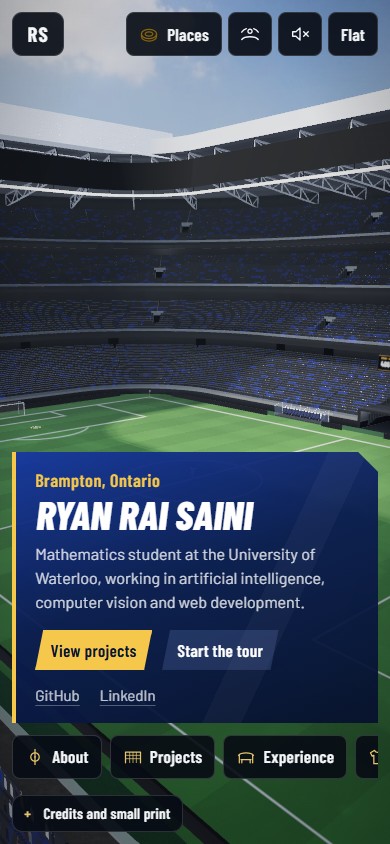 RS
Places
Flat
Brampton, Ontario
RYAN RAI SAINI
Mathematics student at the University of
Waterloo, working in artificial intelligence,
computer vision and web development.
View projects
Start the tour
GitHub
LinkedIn
About
Projects
Experience
Credits and small print